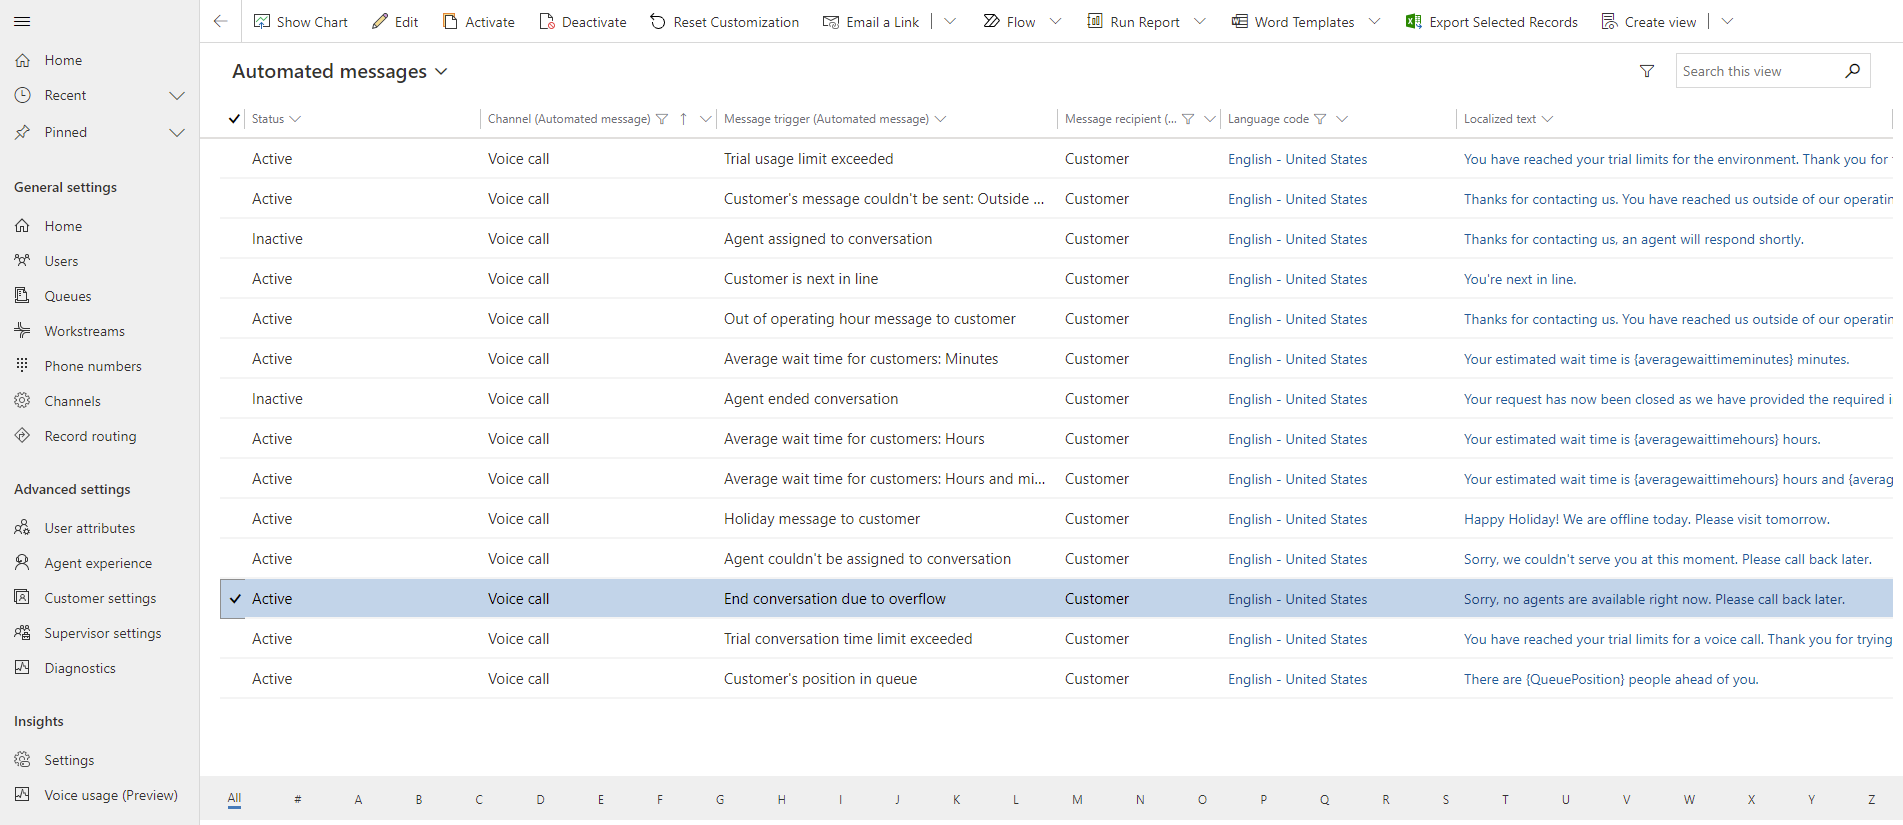 Show Chart Edit Activate Deactivate Reset Customization Email a Link Flow Run Report Word Templates Export Selected Records Create view
Home
Recent
Pinned
General settings
Home
Users
Queues
Workstreams
Phone numbers
Channels
Record routing
Advanced settings
User attributes
Agent experience
Customer settings
Supervisor settings
Diagnostics
Insights
Settings
Voice usage (Preview)
Automated messages
Search this view
Status Channel (Automated message) Message trigger (Automated message) Message recipient (... Language code Localized text
Active Voice call Trial usage limit exceeded Customer English - United States You have reached your trial limits for the environment. Thank you for
Active Voice call Customer's message couldn't be sent: Outside ... Customer English - United States Thanks for contacting us. You have reached us outside of our operatin
Inactive Voice call Agent assigned to conversation Customer English - United States Thanks for contacting us, an agent will respond shortly.
Active Voice call Customer is next in line Customer English - United States You're next in line.
Active Voice call Out of operating hour message to customer Customer English - United States Thanks for contacting us. You have reached us outside of our operatin
Active Voice call Average wait time for customers: Minutes Customer English - United States Your estimated wait time is {averagewaittimeminutes} minutes.
Inactive Voice call Agent ended conversation Customer English - United States Your request has now been closed as we have provided the required i
Active Voice call Average wait time for customers: Hours Customer English - United States Your estimated wait time is {averagewaittimehours} hours.
Active Voice call Average wait time for customers: Hours and mi... Customer English - United States Your estimated wait time is {averagewaittimehours} hours and {averag
Active Voice call Holiday message to customer Customer English - United States Happy Holiday! We are offline today. Please visit tomorrow.
Active Voice call Agent couldn't be assigned to conversation Customer English - United States Sorry, we couldn't serve you at this moment. Please call back later.
Active Voice call End conversation due to overflow Customer English - United States Sorry, no agents are available right now. Please call back later.
Active Voice call Trial conversation time limit exceeded Customer English - United States You have reached your trial limits for a voice call. Thank you for trying
Active Voice call Customer's position in queue Customer English - United States There are {QueuePosition} people ahead of you.
All # A B C D E F G H I J K L M N O P Q R S T U V W X Y Z